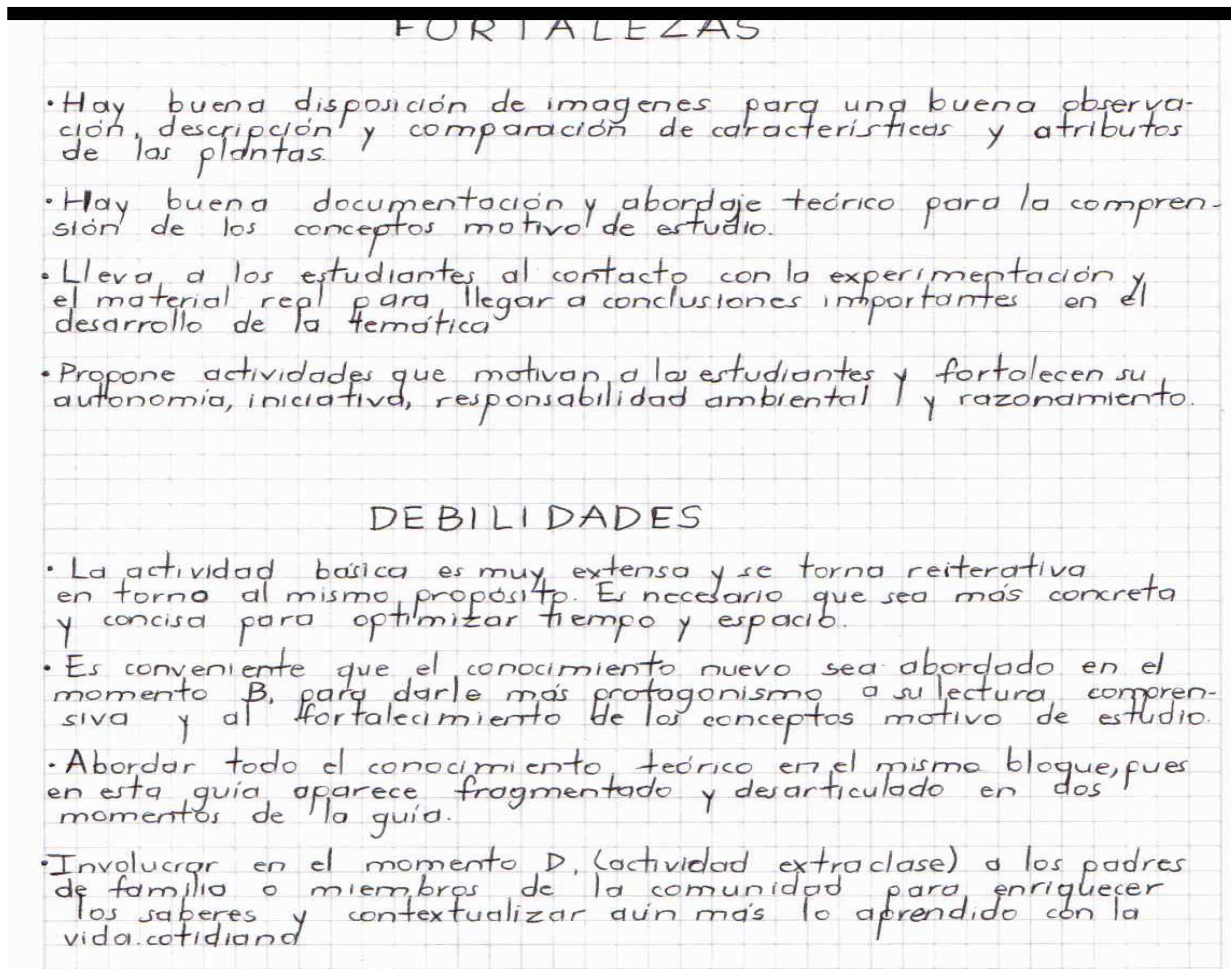 FORTALEZAS
• Hay buena disposición de imagenes para una buena observa-
ción, descripción y comparación de características y atributos
de las plantas.
• Hay buena documentación y abordaje teórico para la compren-
sión de los conceptos motivo de estudio.
• Lleva a los estudiantes al contacto con la experimentación y
el material real para llegar a conclusiones importantes en el
desarrollo de la temática
• Propone actividades que motivan a los estudiantes y fortalecen su
autonomía, iniciativa, responsabilidad ambiental y razonamiento.
DEBILIDADES
• La actividad básica es muy extensa y se torna reiterativa
en torno al mismo propósito. Es necesario que sea más concreta
y concisa para optimizar tiempo y espacio.
• Es conveniente que el conocimiento nuevo sea abordado en el
momento B, para darle más protagonismo a su lectura compren-
siva y al fortalecimiento de los conceptos motivo de estudio.
• Abordar todo el conocimiento teórico en el mismo bloque, pues
en esta guía aparece fragmentado y desarticulado en dos
momentos de la guía.
• Involucrar en el momento D. (actividad extraclase) a los padres
de familia o miembros de la comunidad para enriquecer
los saberes y contextualizar aún más lo aprendido con la
vida.cotidiana